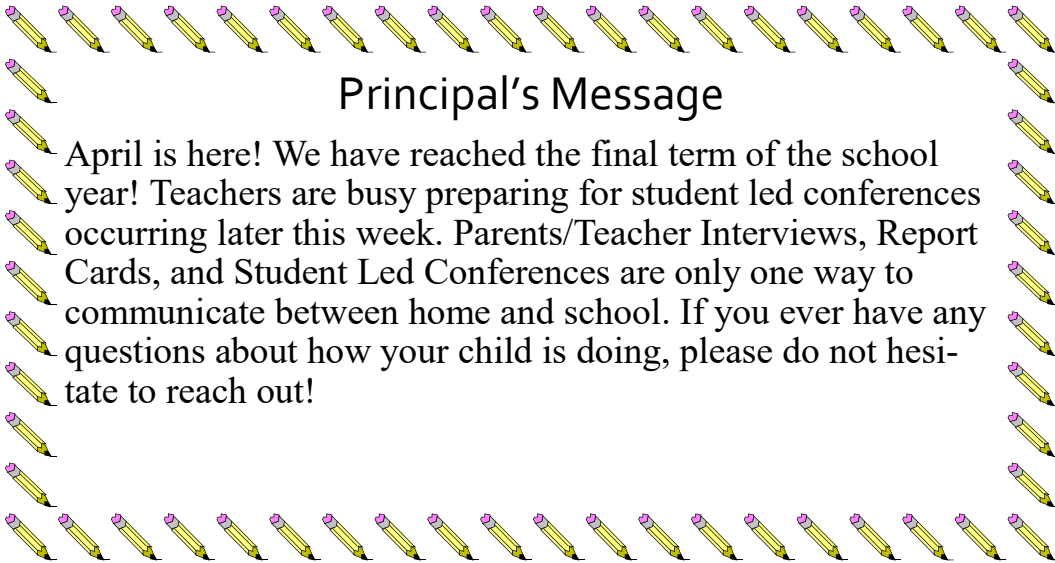 Principal’s Message
April is here! We have reached the final term of the school
year! Teachers are busy preparing for student led conferences
occurring later this week. Parents/Teacher Interviews, Report
Cards, and Student Led Conferences are only one way to
communicate between home and school. If you ever have any
questions about how your child is doing, please do not hesi-
tate to reach out!